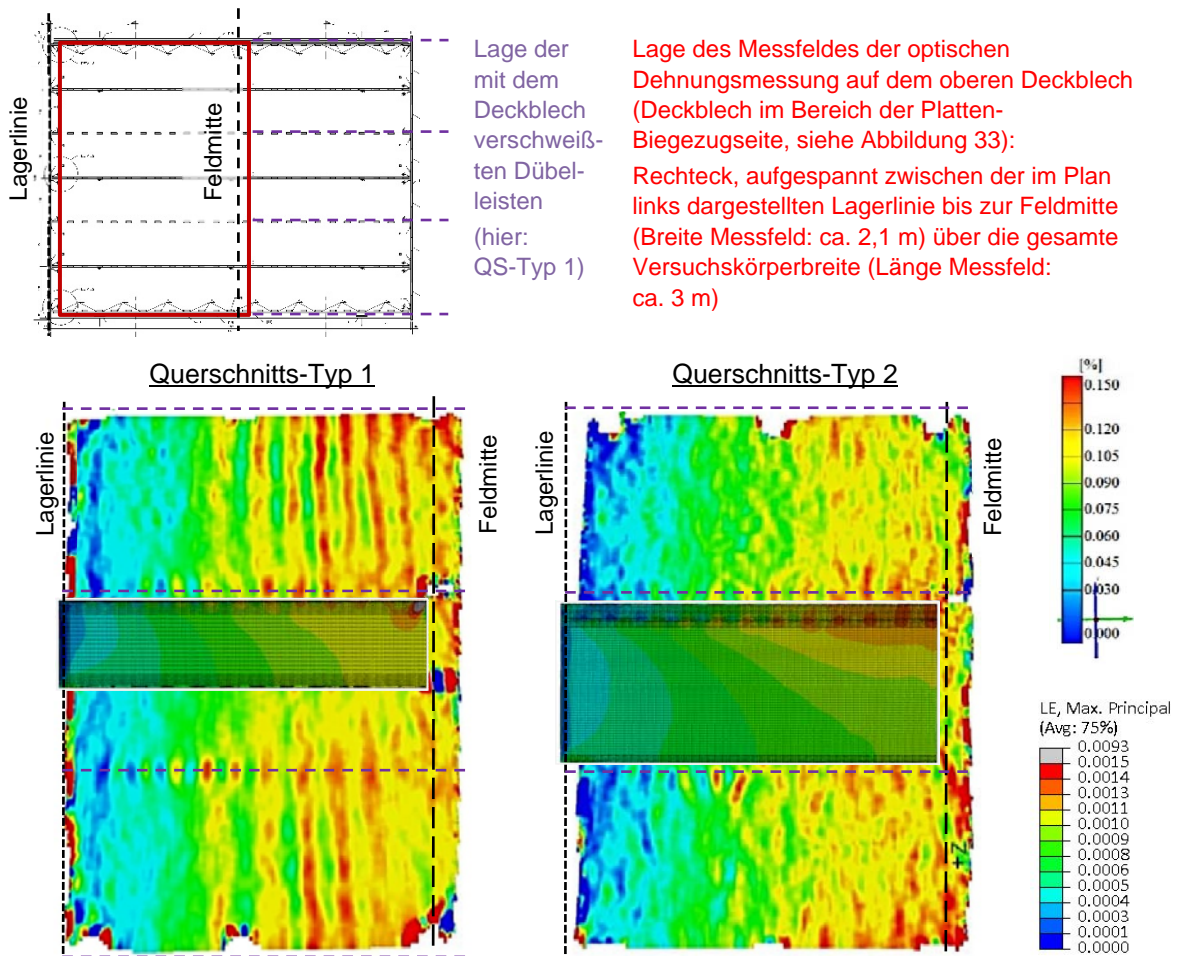 Lagerlinie
Feldmitte
Lage der
mit dem
Deckblech
verschweiß-
ten Dübel-
leisten
(hier:
QS-Typ 1)
Lage des Messfeldes der optischen
Dehnungsmessung auf dem oberen Deckblech
(Deckblech im Bereich der Platten-
Biegezugseite, siehe Abbildung 33):
Rechteck, aufgespannt zwischen der im Plan
links dargestellten Lagerlinie bis zur Feldmitte
(Breite Messfeld: ca. 2,1 m) über die gesamte
Versuchskörperbreite (Länge Messfeld:
ca. 3 m)
Querschnitts-Typ 1
Lagerlinie
Feldmitte
Querschnitts-Typ 2
Lagerlinie
Feldmitte
+Z
[%]
0.150
0.120
0.105
0.090
0.075
0.060
0.045
0.030
0.000
LE, Max. Principal
(Avg: 75%)
0.0093
0.0015
0.0014
0.0013
0.0011
0.0010
0.0009
0.0008
0.0006
0.0005
0.0004
0.0003
0.0001
0.0000